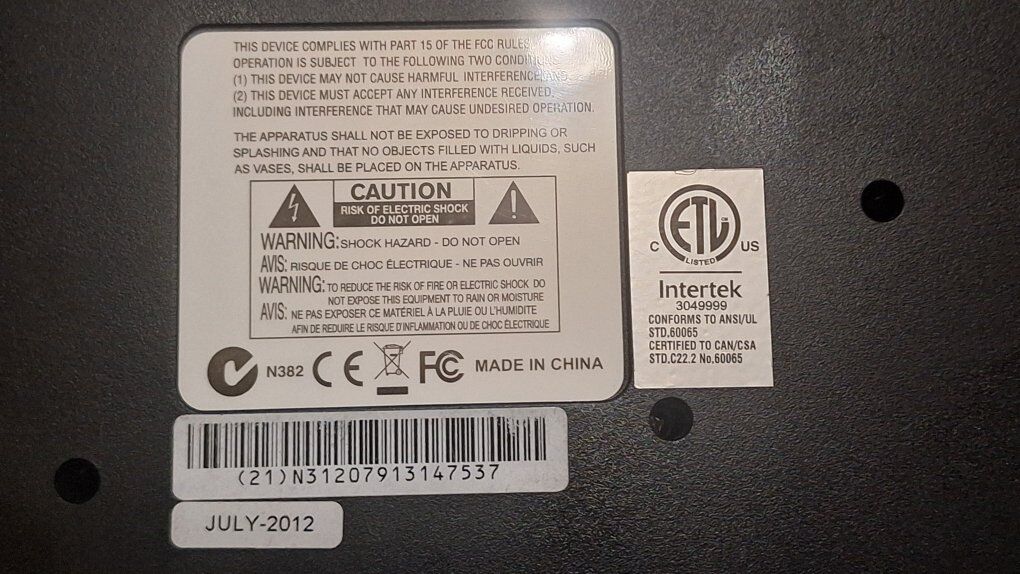 THIS DEVICE COMPLIES WITH PART 15 OF THE FCC RULES
OPERATION IS SUBJECT TO THE FOLLOWING TWO CONDITIONS
(1) THIS DEVICE MAY NOT CAUSE HARMFUL INTERFERENCE, AND
(2) THIS DEVICE MUST ACCEPT ANY INTERFERENCE RECEIVED,
INCLUDING INTERFERENCE THAT MAY CAUSE UNDESIRED OPERATION.
THE APPARATUS SHALL NOT BE EXPOSED TO DRIPPING OR
SPLASHING AND THAT NO OBJECTS FILLED WITH LIQUIDS, SUCH
AS VASES, SHALL BE PLACED ON THE APPARATUS.
CAUTION
RISK OF ELECTRIC SHOCK
DO NOT OPEN
WARNING: SHOCK HAZARD - DO NOT OPEN
AVIS: RISQUE DE CHOC ÉLECTRIQUE - NE PAS OUVRIR
WARNING: TO REDUCE THE RISK OF FIRE OR ELECTRIC SHOCK DO
NOT EXPOSE THIS EQUIPMENT TO RAIN OR MOISTURE
AVIS: NE PAS EXPOSER CE MATÉRIEL À LA PLUIE OU L'HUMIDITE
AFIN DE REDUIRE LE RISQUE D'INFLAMMATION OU DE CHOC ÉLECTRIQUE
N382 CE FC MADE IN CHINA
ETL CM
C US
LISTED
Intertek
3049999
CONFORMS TO ANSI/UL
STD.60065
CERTIFIED TO CAN/CSA
STD.C22.2 No.60065
(21)N31207913147537
JULY-2012